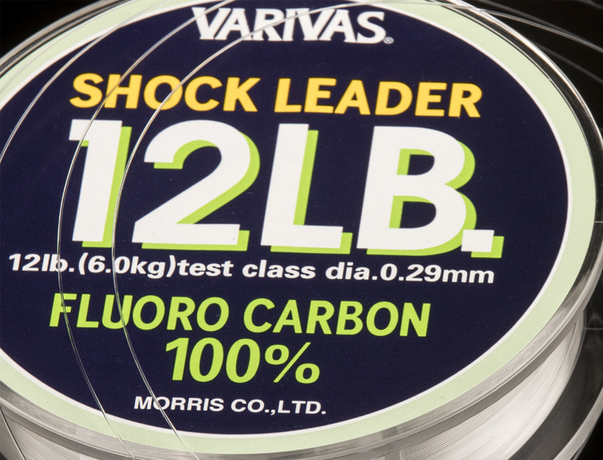 VARIVAS®
SHOCK LEADER
12LB.
12lb.(6.0kg)test class dia.0.29mm
FLUORO CARBON
100%
MORRIS CO.,LTD.